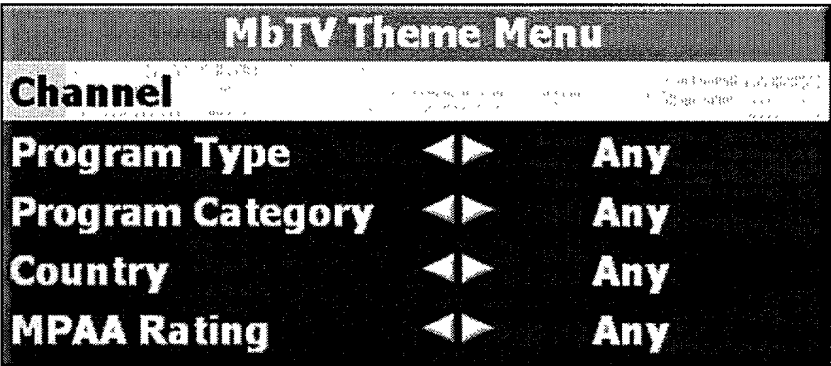 MbTV Theme Menu
Channel
Program Type Any
Program Category Any
Country Any
MPAA Rating Any